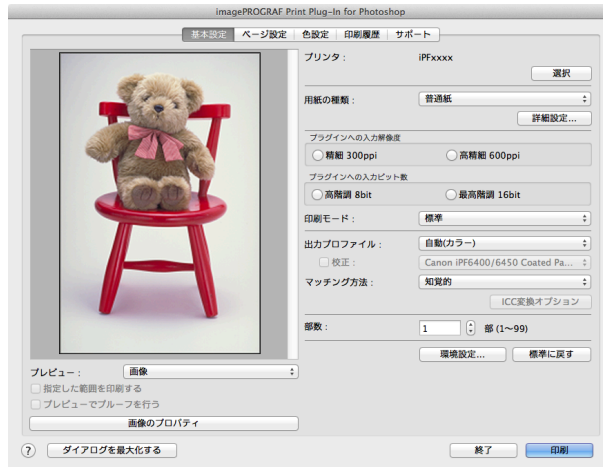 imagePROGRAF Print Plug-In for Photoshop
基本設定 ページ設定 色設定 印刷履歴 サポート
プリンタ： iPFxxxx
選択
用紙の種類： 普通紙
詳細設定...
プラグインへの入力解像度
精細 300ppi 高精細 600ppi
プラグインへの入力ビット数
高階調 8bit 最高階調 16bit
印刷モード： 標準
出力プロファイル： 自動(カラー)
校正： Canon iPF6400/6450 Coated Pa...
マッチング方法： 知覚的
ICC変換オプション
部数： 1 部 (1〜99)
環境設定... 標準に戻す
プレビュー： 画像
指定した範囲を印刷する
プレビューでプルーフを行う
画像のプロパティ
? ダイアログを最大化する 終了 印刷